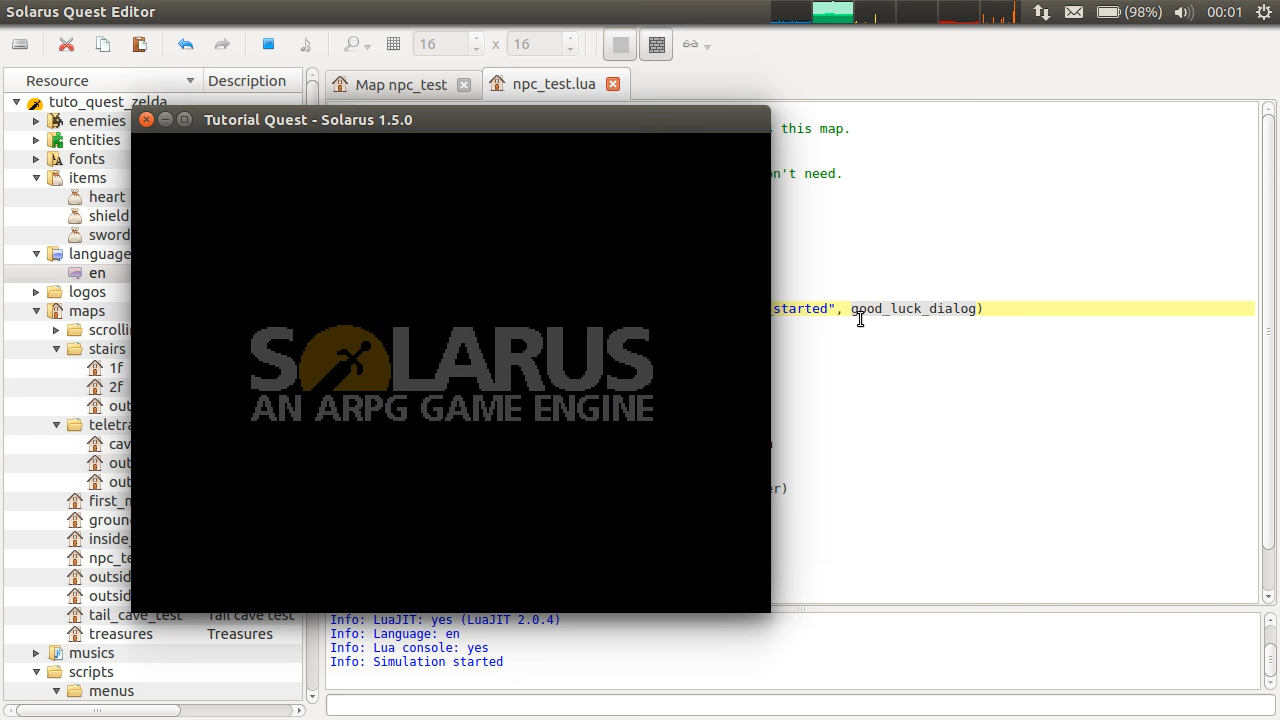 Solarus Quest Editor
(98%)
00:01
16 x 16
Resource
Description
Map npc_test
npc_test.lua
tuto_quest_zelda
enemies
entities
fonts
items
heart
shield
sword
language
en
logos
maps
scrolli
stairs
1f
2f
out
teletra
cav
out
out
first_m
groun
inside_
npc_te
outsid
outsid
tail_cave_test Tail cave test
treasures Treasures
musics
scripts
menus
Tutorial Quest - Solarus 1.5.0
SOLARUS
AN ARPG GAME ENGINE
s this map.
on't need.
_started", good_luck_dialog)
er)
Info: LuaJIT: yes (LuaJIT 2.0.4)
Info: Language: en
Info: Lua console: yes
Info: Simulation started